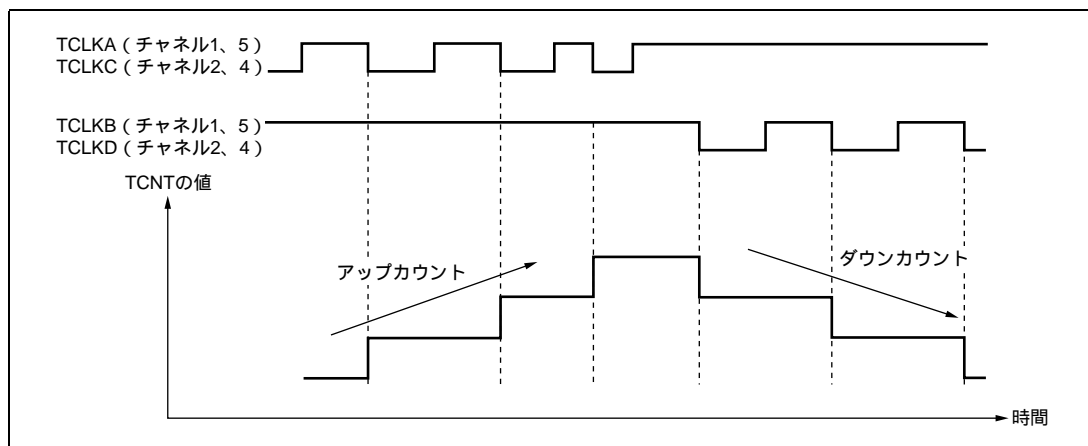 TCLKA（チャネル1、5）
TCLKC（チャネル2、4）
TCLKB（チャネル1、5）
TCLKD（チャネル2、4）
TCNTの値
アップカウント
ダウンカウント
時間